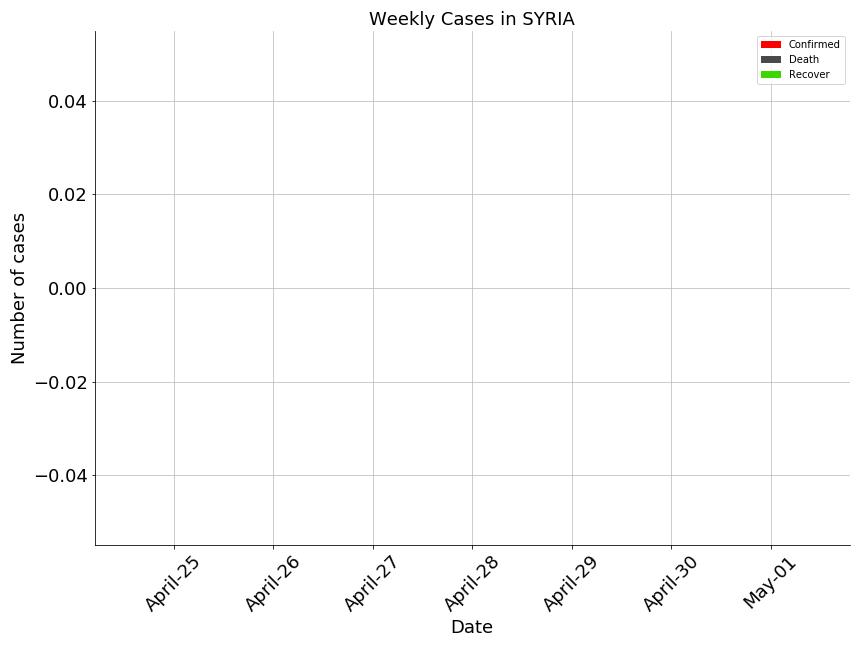 Weekly Cases in SYRIA
Confirmed
Death
Recover
0.04
0.02
0.00
−0.02
−0.04
Number of cases
April-25
April-26
April-27
April-28
April-29
April-30
May-01
Date